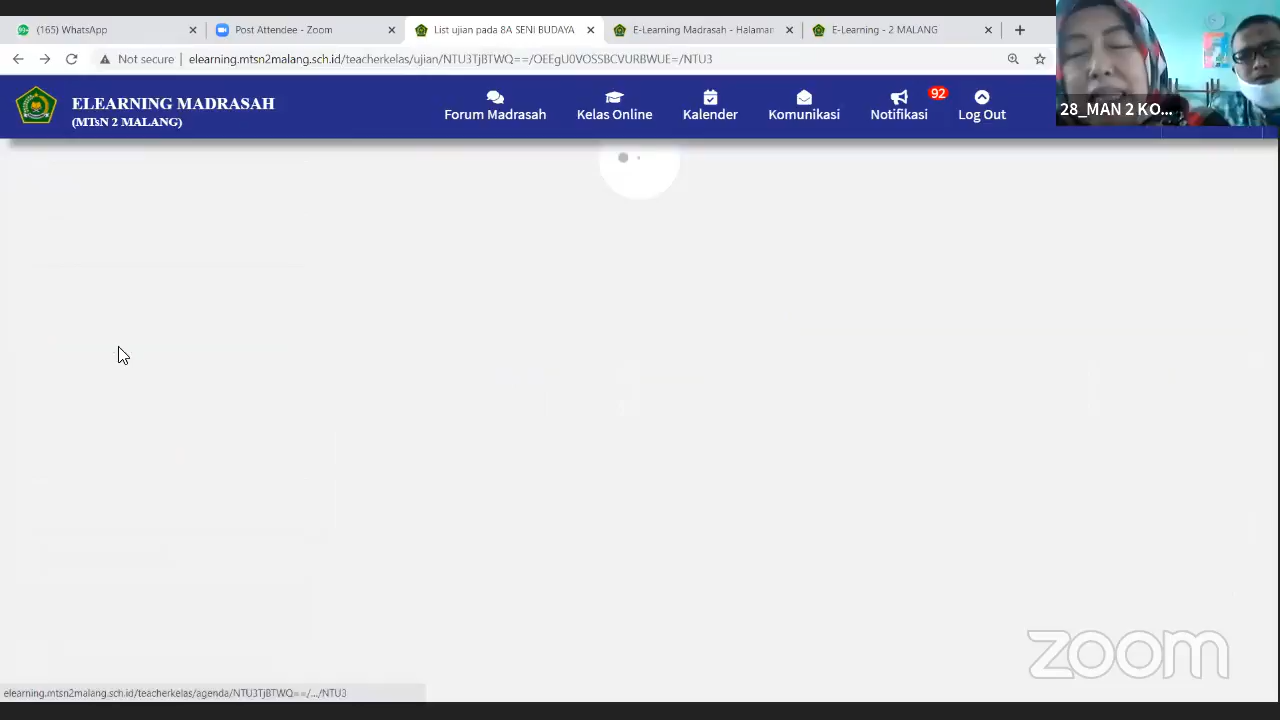 (165) WhatsApp
Post Attendee - Zoom
List ujian pada 8A SENI BUDAYA
E-Learning Madrasah - Halaman
E-Learning - 2 MALANG
Not secure | elearning.mtsn2malang.sch.id/teacherkelas/ujian/NTU3TjBTWQ==/OEEgU0VOSSBCVURBWUE=/NTU3
ELEARNING MADRASAH
(MTsN 2 MALANG)
Forum Madrasah
Kelas Online
Kalender
Komunikasi
Notifikasi
92
Log Out
28_MAN 2 KO...
zoom
elearning.mtsn2malang.sch.id/teacherkelas/agenda/NTU3TjBTWQ==/.../NTU3